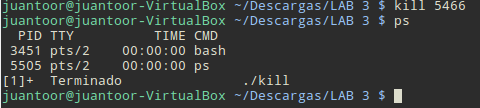 juantoor@juantoor-VirtualBox ~/Descargas/LAB 3 $ kill 5466
juantoor@juantoor-VirtualBox ~/Descargas/LAB 3 $ ps
  PID TTY          TIME CMD
 3451 pts/2    00:00:00 bash
 5505 pts/2    00:00:00 ps
[1]+  Terminado               ./kill
juantoor@juantoor-VirtualBox ~/Descargas/LAB 3 $